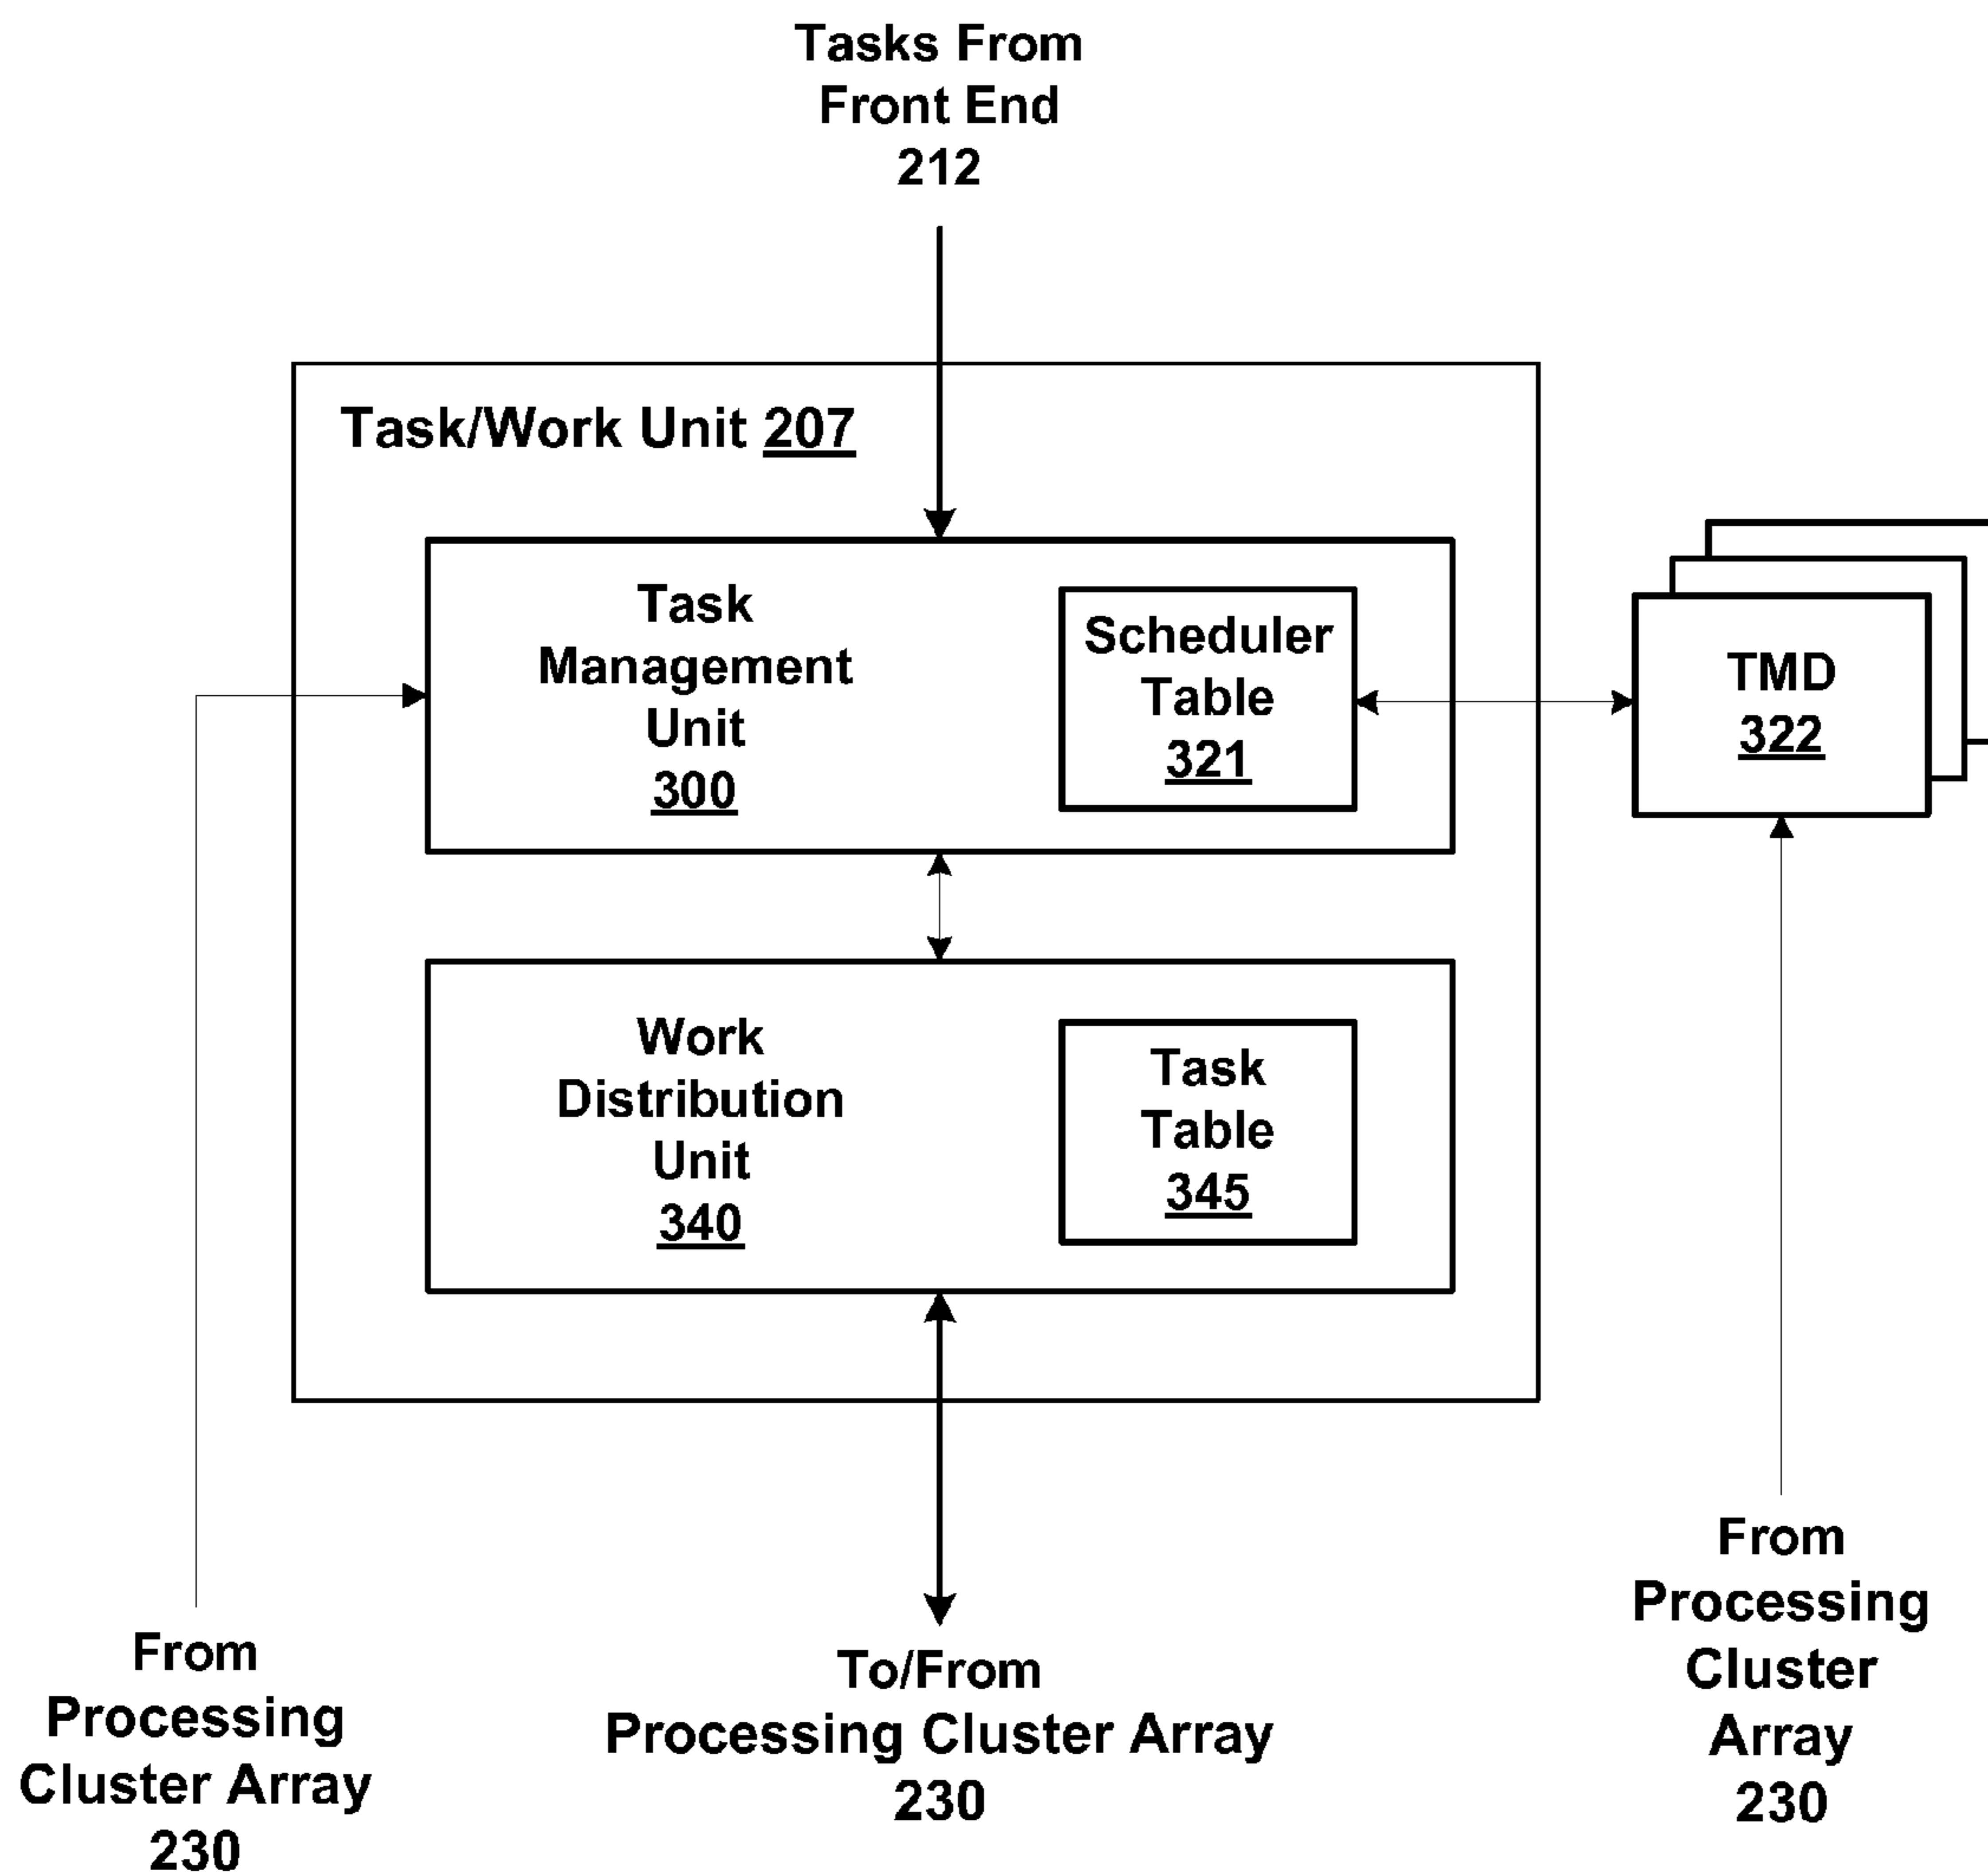 Tasks From
Front End
212
Task/Work Unit 207
Task
Management
Unit
300
Scheduler
Table
321
TMD
322
Work
Distribution
Unit
340
Task
Table
345
From
Processing
Cluster Array
230
To/From
Processing Cluster Array
230
From
Processing
Cluster
Array
230